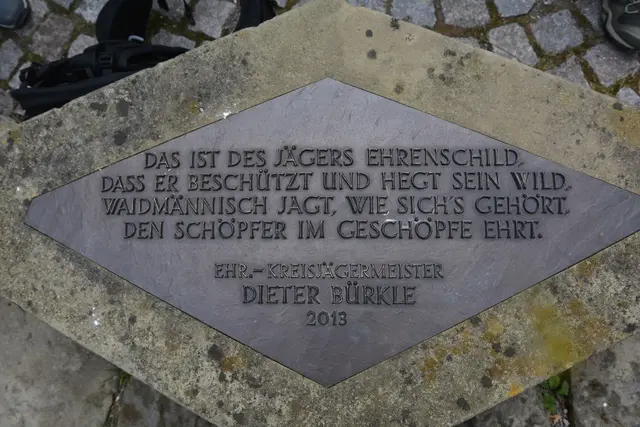 DAS IST DES JÄGERS EHRENSCHILD,
DASS ER BESCHÜTZT UND HEGT SEIN WILD,
WAIDMÄNNISCH JAGT, WIE SICH'S GEHÖRT,
DEN SCHÖPFER IM GESCHÖPFE EHRT.
EHR.-KREISJÄGERMEISTER
DIETER BÜRKLE
2013